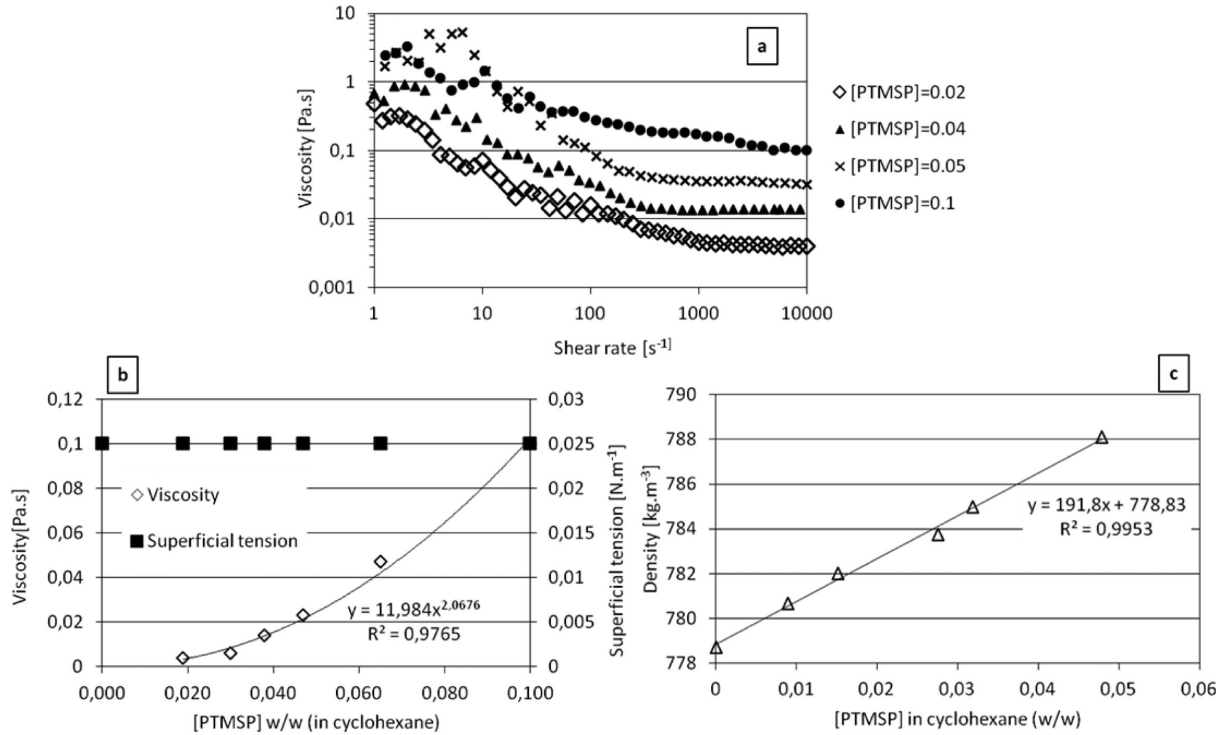 a
10
1
0,1
0,01
0,001
Viscosity [Pa.s]
1
10
100
1000
10000
Shear rate [s⁻¹]
[PTMSP]=0.02
[PTMSP]=0.04
[PTMSP]=0.05
[PTMSP]=0.1
b
0,12
0,1
0,08
0,06
0,04
0,02
0
Viscosity[Pa.s]
Viscosity
Superficial tension
y = 11,984x^2,0676
R² = 0,9765
0,03
0,025
0,02
0,015
0,01
0,005
0
Superficial tension [N.m⁻¹]
0,000
0,020
0,040
0,060
0,080
0,100
[PTMSP] w/w (in cyclohexane)
c
790
788
786
784
782
780
778
Density [kg.m⁻³]
y = 191,8x + 778,83
R² = 0,9953
0
0,01
0,02
0,03
0,04
0,05
0,06
[PTMSP] in cyclohexane (w/w)